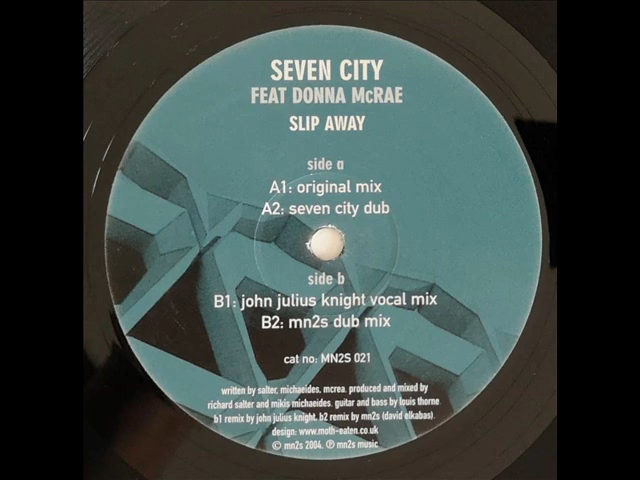 SEVEN CITY
FEAT DONNA McRAE
SLIP AWAY
side a
A1: original mix
A2: seven city dub
side b
B1: john julius knight vocal mix
B2: mn2s dub mix
cat no: MN2S 021
written by salter, michaeides, mcrea. produced and mixed by
richard salter and mikis michaeides. guitar and bass by louis thorne
b1 remix by john julius knight. b2 remix by mn2s (david elkabas).
design: www.moth-eaten.co.uk
© mn2s 2004. ℗ mn2s music.